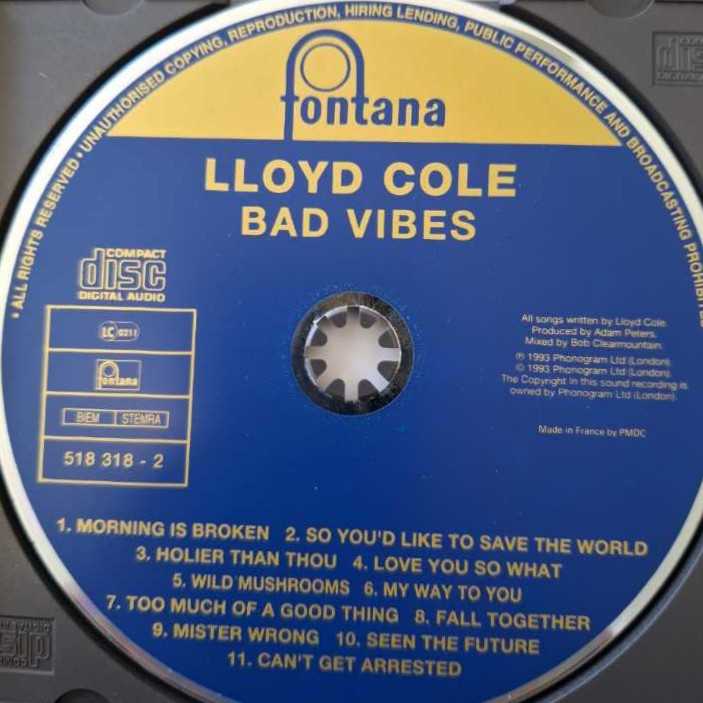 • ALL RIGHTS RESERVED • UNAUTHORISED COPYING, REPRODUCTION, HIRING LENDING, PUBLIC PERFORMANCE AND BROADCASTING PROHIBITED
fontana
LLOYD COLE
BAD VIBES
COMPACT
disc
DIGITAL AUDIO
LC 0211
fontana
BIEM STEMRA
518 318 - 2
All songs written by Lloyd Cole.
Produced by Adam Peters.
Mixed by Bob Clearmountain.
℗ 1993 Phonogram Ltd (London).
© 1993 Phonogram Ltd (London).
The Copyright in this sound recording is
owned by Phonogram Ltd (London).
Made in France by PMDC
1. MORNING IS BROKEN 2. SO YOU'D LIKE TO SAVE THE WORLD
3. HOLIER THAN THOU 4. LOVE YOU SO WHAT
5. WILD MUSHROOMS 6. MY WAY TO YOU
7. TOO MUCH OF A GOOD THING 8. FALL TOGETHER
9. MISTER WRONG 10. SEEN THE FUTURE
11. CAN'T GET ARRESTED